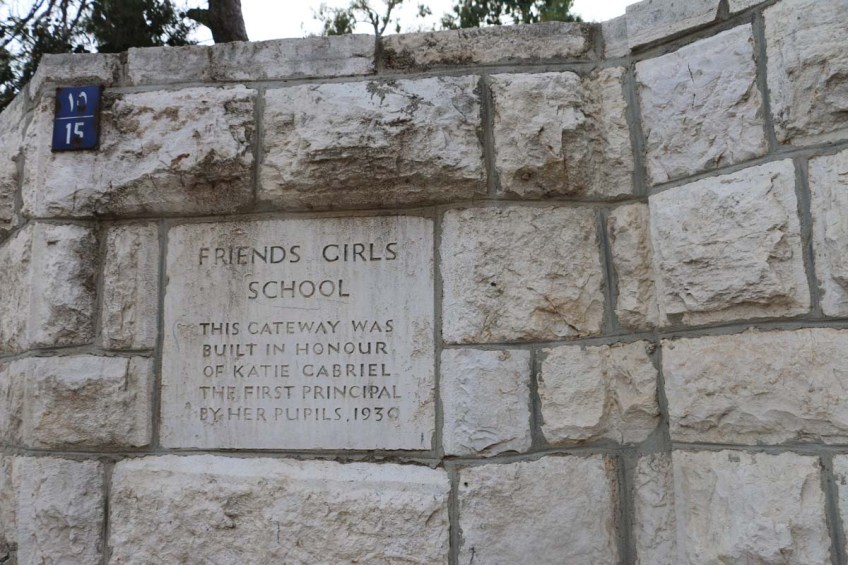 ١٥
15
FRIENDS GIRLS
SCHOOL
THIS GATEWAY WAS
BUILT IN HONOUR
OF KATIE GABRIEL
THE FIRST PRINCIPAL
BY HER PUPILS, 1930